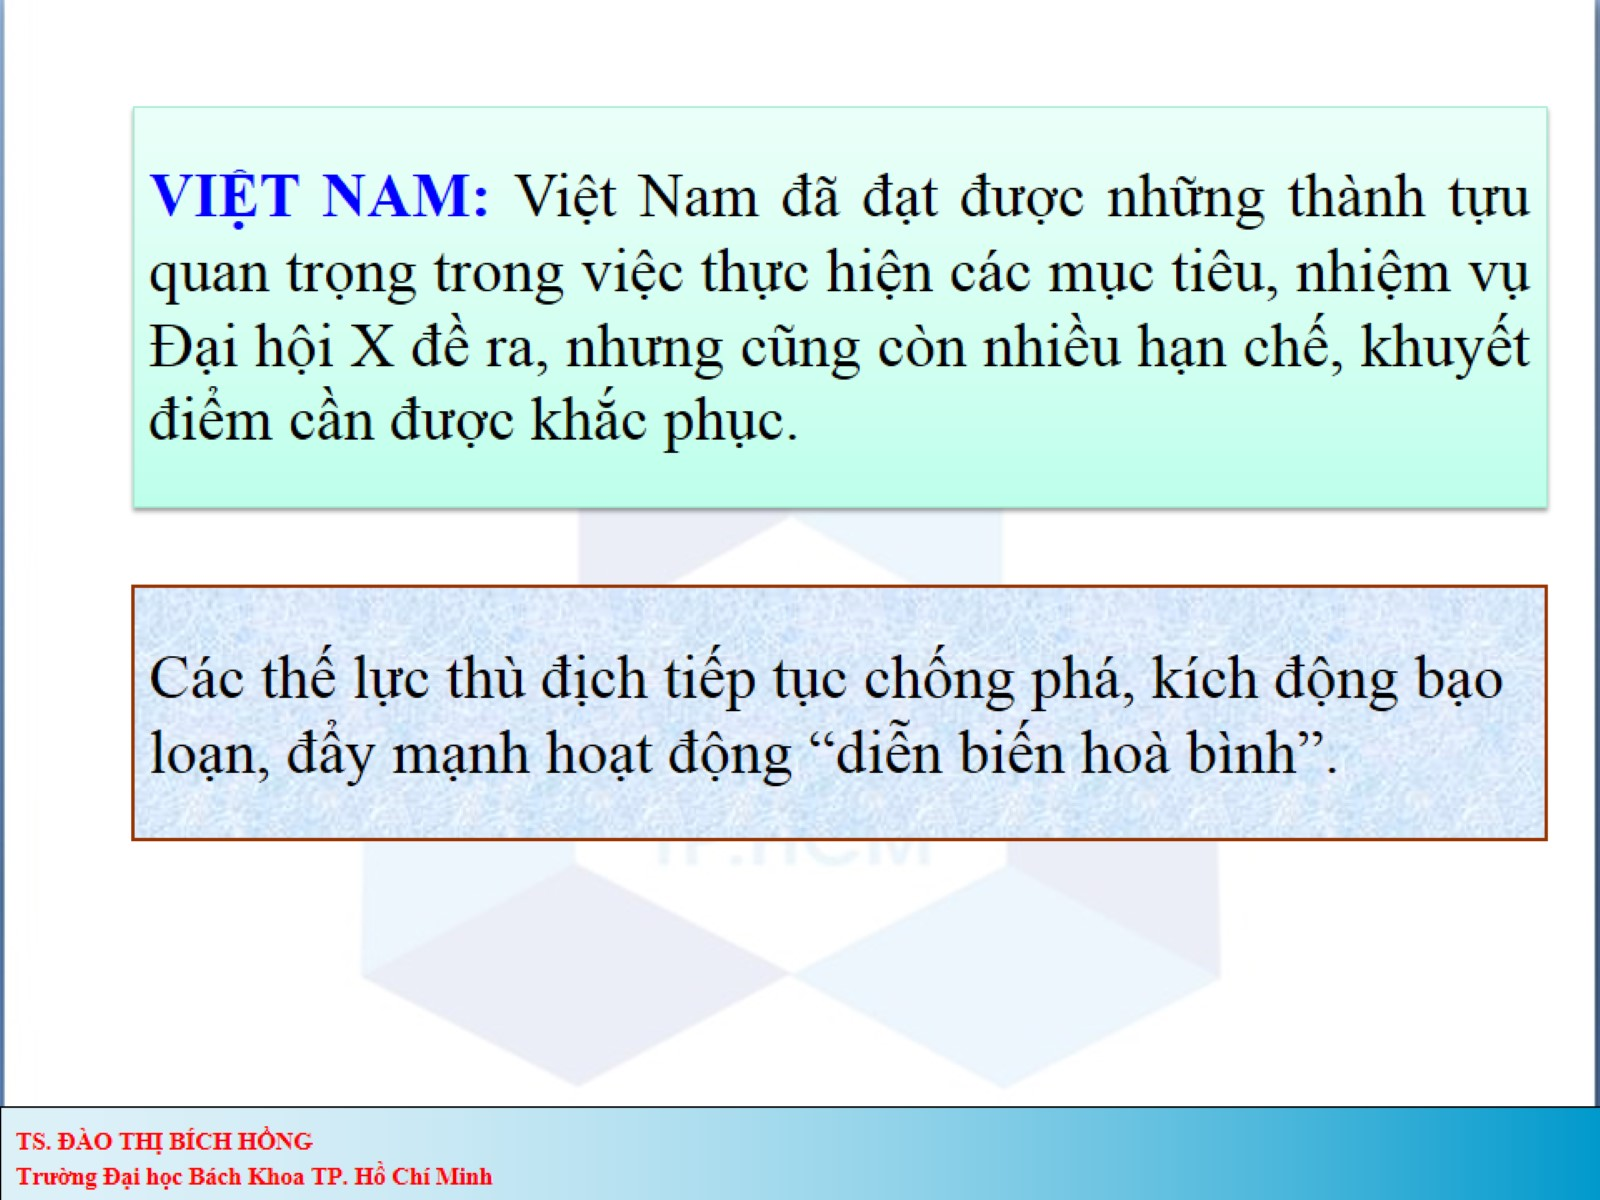 VIỆT NAM: Việt Nam đã đạt được những thành tựu
quan trọng trong việc thực hiện các mục tiêu, nhiệm vụ
Đại hội X đề ra, nhưng cũng còn nhiều hạn chế, khuyết
điểm cần được khắc phục.
Các thế lực thù địch tiếp tục chống phá, kích động bạo
loạn, đẩy mạnh hoạt động “diễn biến hoà bình”.
TP.HCM
TS. ĐÀO THỊ BÍCH HỒNG
Trường Đại học Bách Khoa TP. Hồ Chí Minh